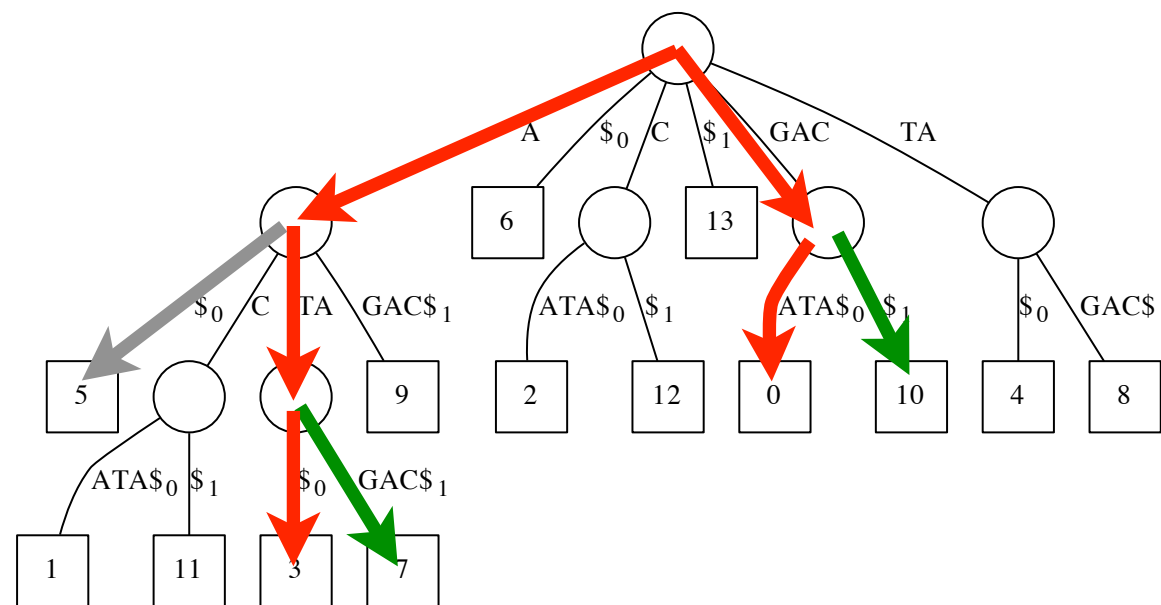 A $0 C $1 GAC TA
6 13
$0 C TA GAC$1 ATA$0 $1 ATA$0 $1 $0 GAC$
5 9 2 12 0 10 4 8
ATA$0 $1 $0 GAC$1
1 11 3 7